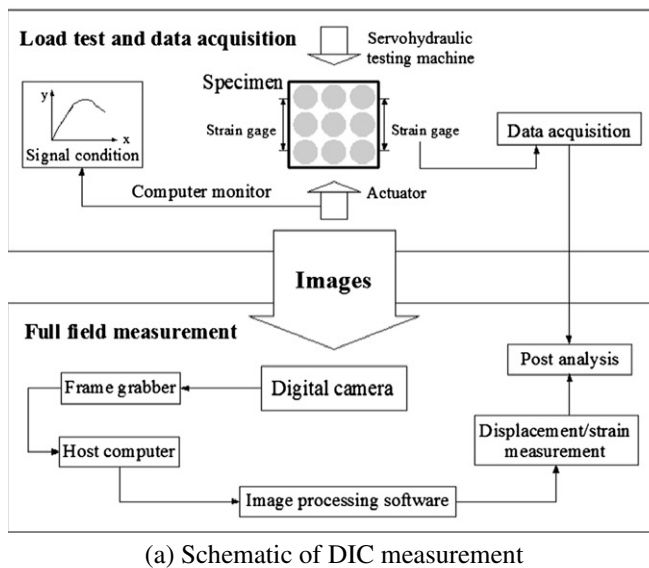 Load test and data acquisition
Servohydraulic
testing machine
Specimen
y
x
Signal condition
Strain gage
Strain gage
Data acquisition
Computer monitor
Actuator
Images
Full field measurement
Post analysis
Frame grabber
Digital camera
Displacement/strain
measurement
Host computer
Image processing software
(a) Schematic of DIC measurement